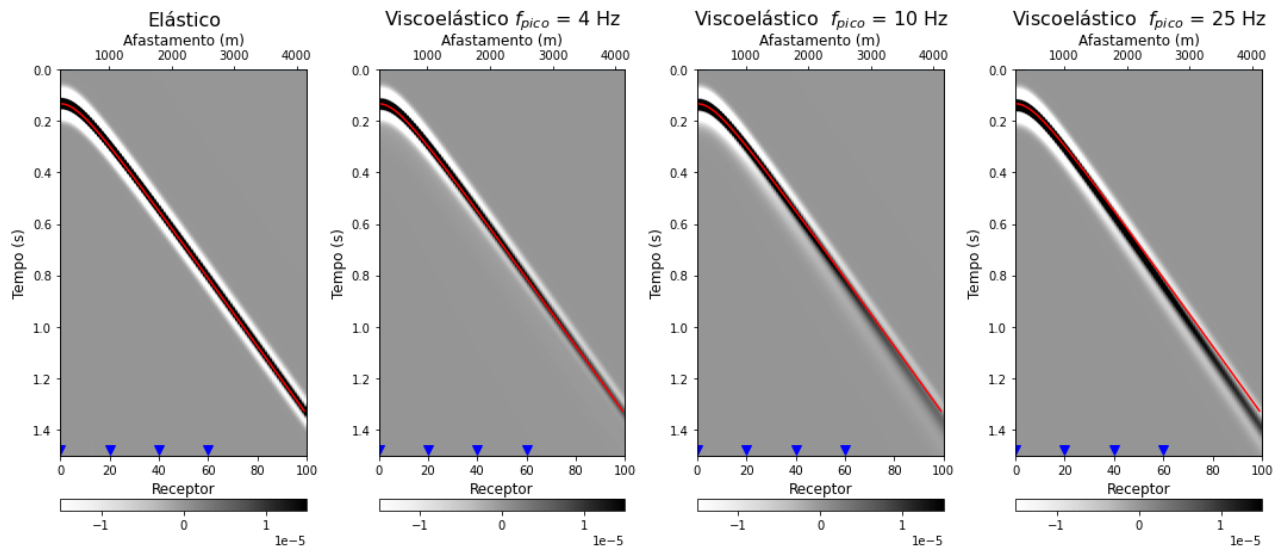 Elástico
Afastamento (m)
1000 2000 3000 4000
0.0
0.2
0.4
0.6
0.8
1.0
1.2
1.4
Tempo (s)
0 20 40 60 80 100
Receptor
−1 0 1
1e−5
Viscoelástico f_pico = 4 Hz
Afastamento (m)
1000 2000 3000 4000
0.0
0.2
0.4
0.6
0.8
1.0
1.2
1.4
Tempo (s)
0 20 40 60 80 100
Receptor
−1 0 1
1e−5
Viscoelástico f_pico = 10 Hz
Afastamento (m)
1000 2000 3000 4000
0.0
0.2
0.4
0.6
0.8
1.0
1.2
1.4
Tempo (s)
0 20 40 60 80 100
Receptor
−1 0 1
1e−5
Viscoelástico f_pico = 25 Hz
Afastamento (m)
1000 2000 3000 4000
0.0
0.2
0.4
0.6
0.8
1.0
1.2
1.4
Tempo (s)
0 20 40 60 80 100
Receptor
−1 0 1
1e−5